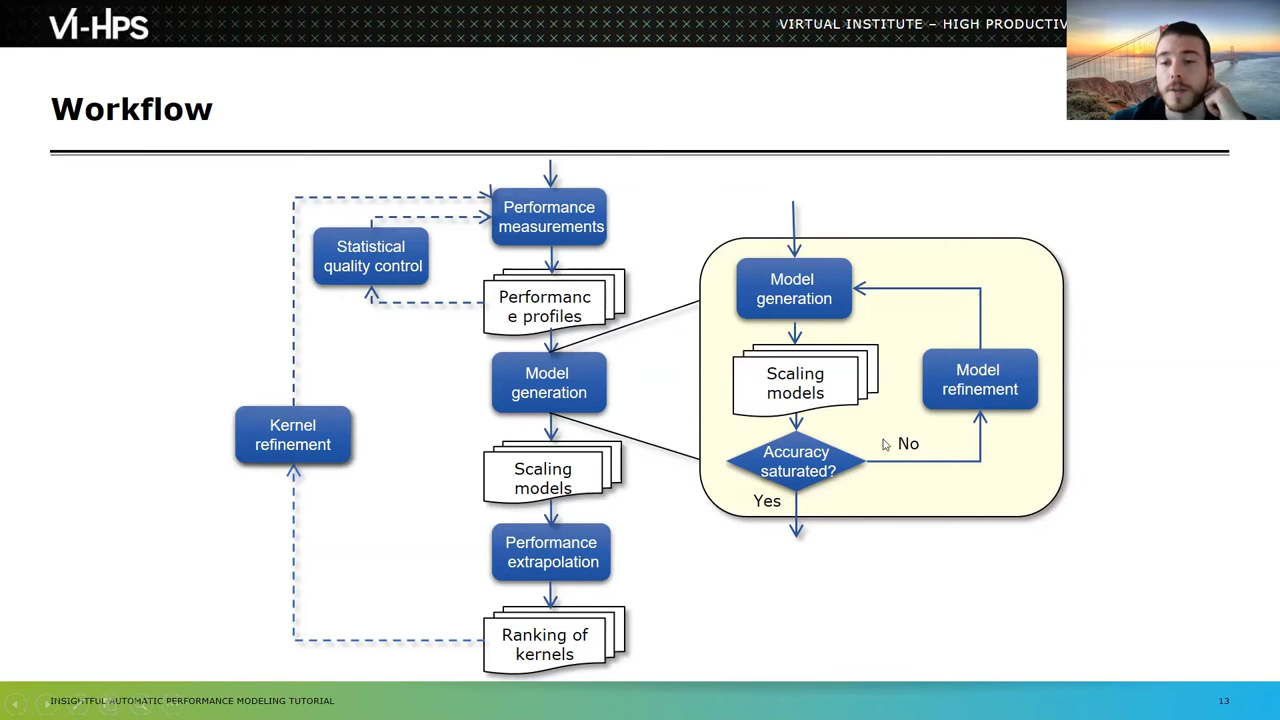 VI-HPS
VIRTUAL INSTITUTE – HIGH PRODUCTIV
Workflow
Performance
measurements
Statistical
quality control
Performanc
e profiles
Model
generation
Kernel
refinement
Scaling
models
Performance
extrapolation
Ranking of
kernels
Model
generation
Scaling
models
Model
refinement
Accuracy
saturated?
No
Yes
INSIGHTFUL AUTOMATIC PERFORMANCE MODELING TUTORIAL
13